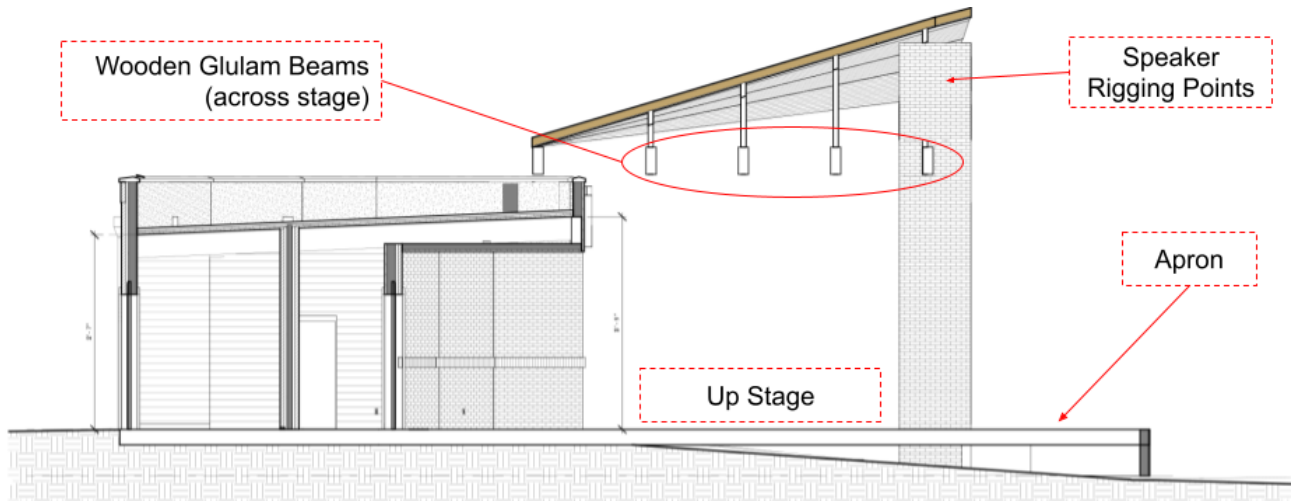 Wooden Glulam Beams
(across stage)
Speaker
Rigging Points
Apron
Up Stage